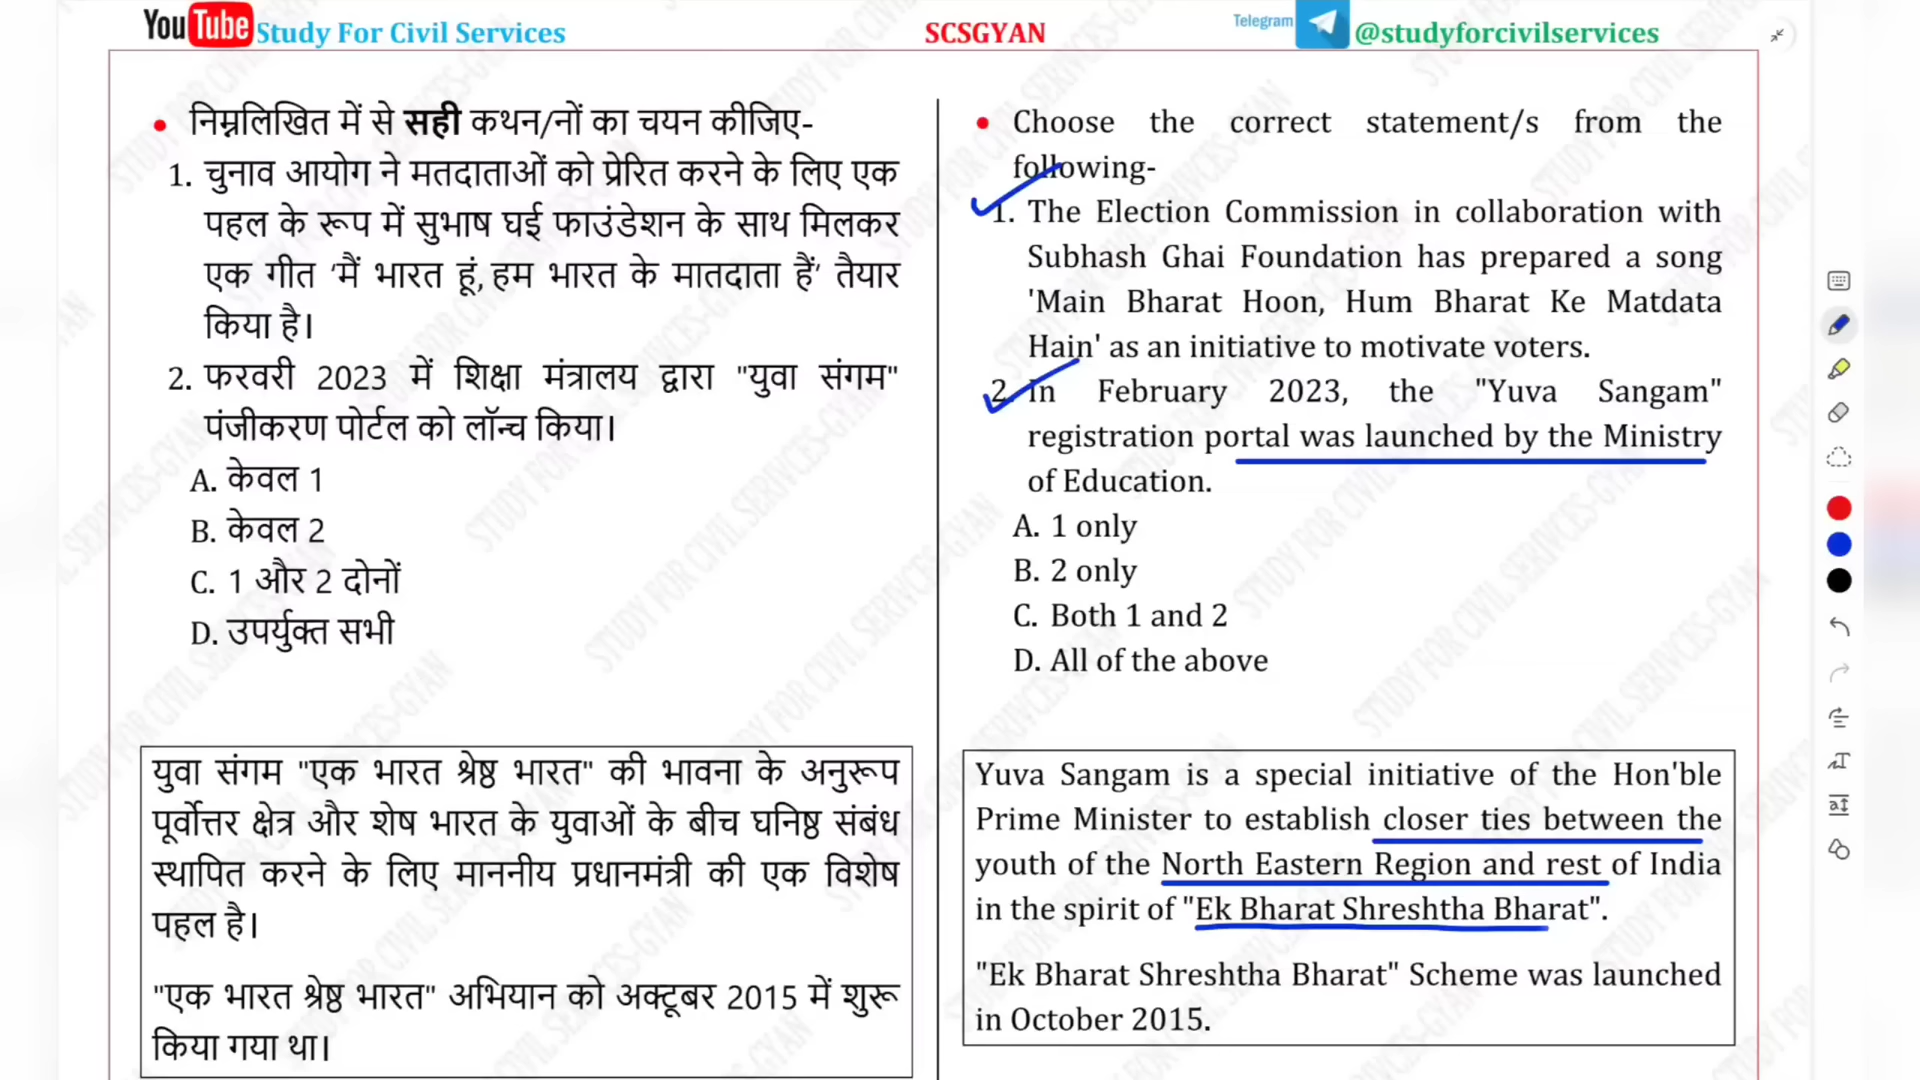 YouTube Study For Civil Services
SCSGYAN
Telegram @studyforcivilservices
• निम्नलिखित में से सही कथन/नों का चयन कीजिए-
1. चुनाव आयोग ने मतदाताओं को प्रेरित करने के लिए एक
पहल के रूप में सुभाष घई फाउंडेशन के साथ मिलकर
एक गीत ‘मैं भारत हूं, हम भारत के मातदाता हैं’ तैयार
किया है।
2. फरवरी 2023 में शिक्षा मंत्रालय द्वारा "युवा संगम"
पंजीकरण पोर्टल को लॉन्च किया।
A. केवल 1
B. केवल 2
C. 1 और 2 दोनों
D. उपर्युक्त सभी
युवा संगम "एक भारत श्रेष्ठ भारत" की भावना के अनुरूप
पूर्वोत्तर क्षेत्र और शेष भारत के युवाओं के बीच घनिष्ठ संबंध
स्थापित करने के लिए माननीय प्रधानमंत्री की एक विशेष
पहल है।
"एक भारत श्रेष्ठ भारत" अभियान को अक्टूबर 2015 में शुरू
किया गया था।
• Choose the correct statement/s from the
following-
1. The Election Commission in collaboration with
Subhash Ghai Foundation has prepared a song
'Main Bharat Hoon, Hum Bharat Ke Matdata
Hain' as an initiative to motivate voters.
2. In February 2023, the "Yuva Sangam"
registration portal was launched by the Ministry
of Education.
A. 1 only
B. 2 only
C. Both 1 and 2
D. All of the above
Yuva Sangam is a special initiative of the Hon'ble
Prime Minister to establish closer ties between the
youth of the North Eastern Region and rest of India
in the spirit of "Ek Bharat Shreshtha Bharat".
"Ek Bharat Shreshtha Bharat" Scheme was launched
in October 2015.
STUDY FOR CIVIL SERIVCES-GYAN